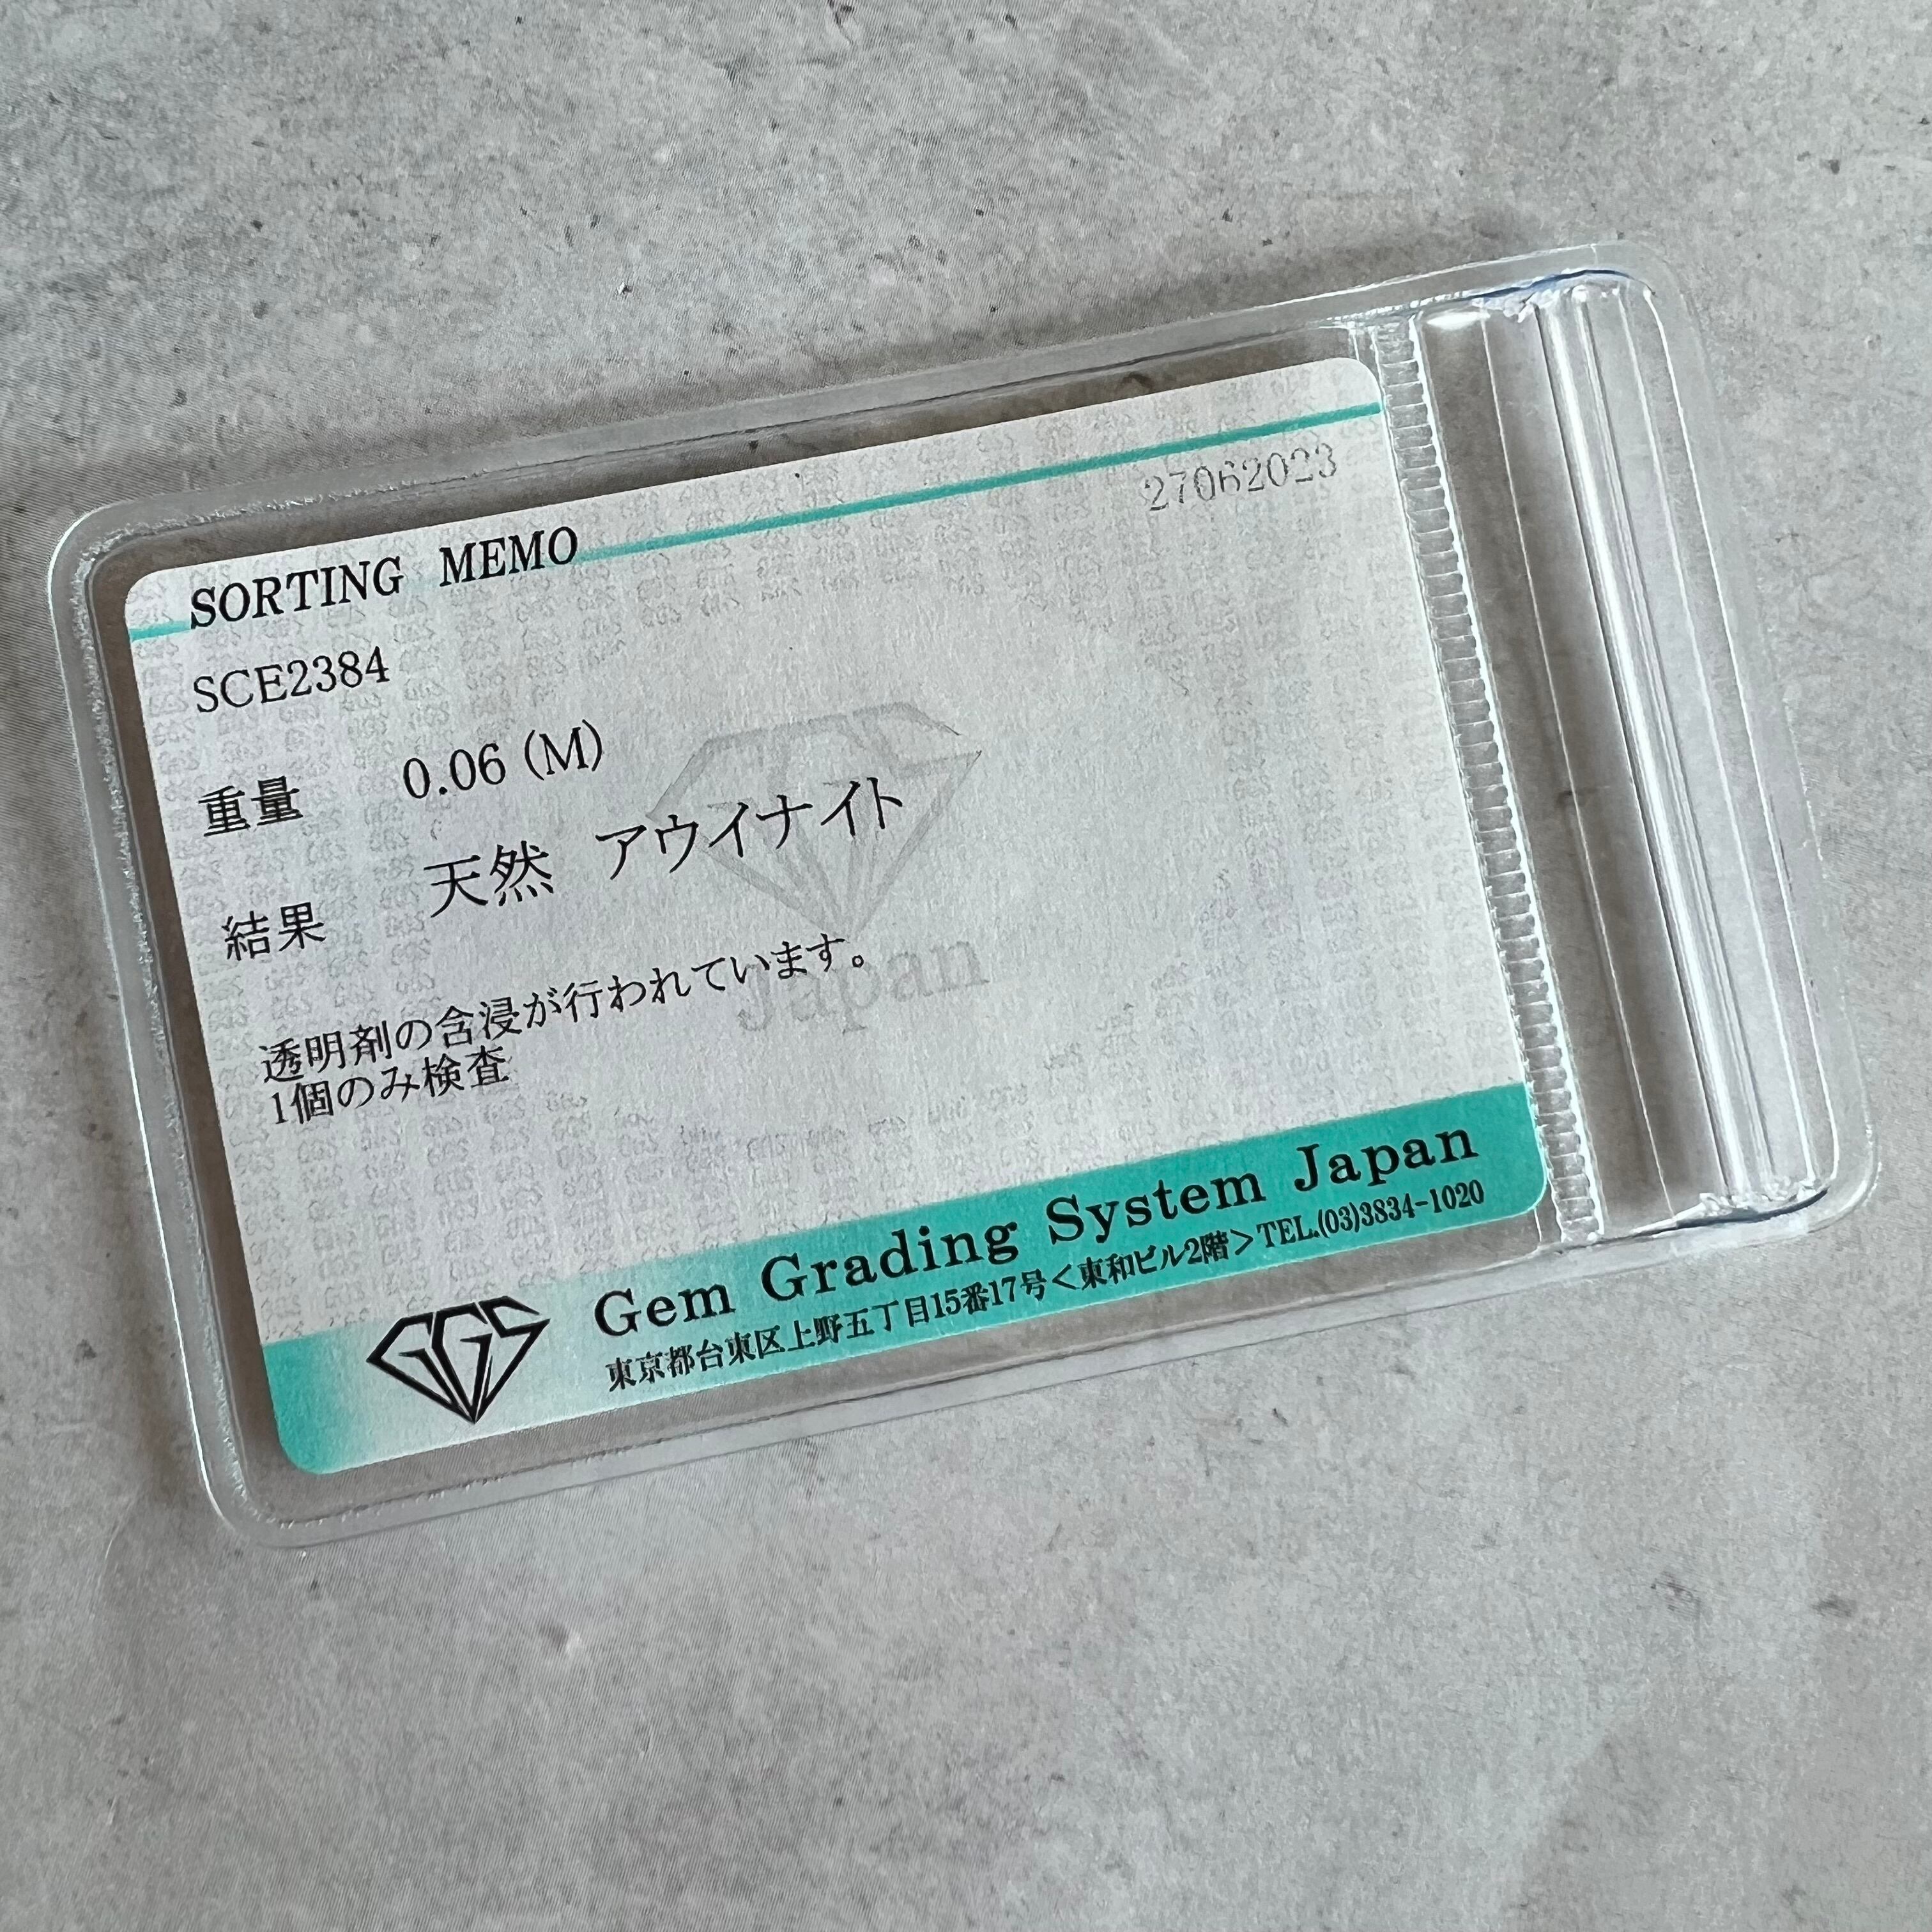 SORTING MEMO
27062023
SCE2384
重量 0.06 (M)
結果 天然 アウイナイト
透明剤の含浸が行われています。
1個のみ検査
Japan
GGS
Gem Grading System Japan
東京都台東区上野五丁目15番17号<東和ビル2階>TEL.(03)3834-1020